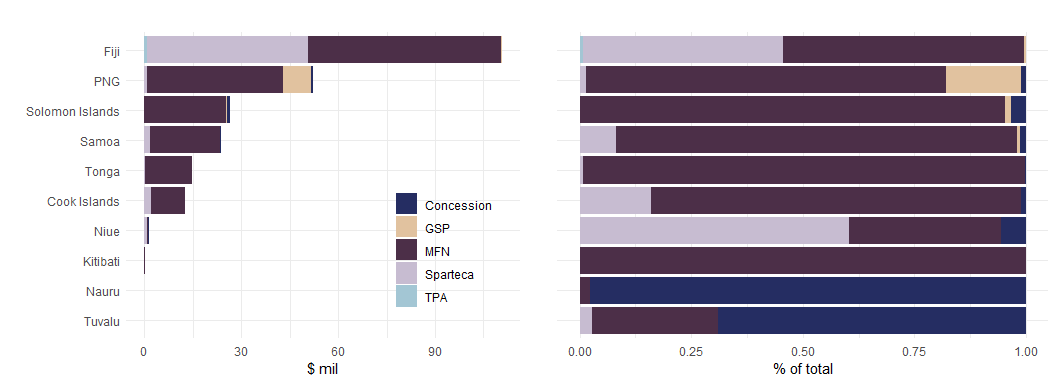 Fiji
PNG
Solomon Islands
Samoa
Tonga
Cook Islands
Niue
Kitibati
Nauru
Tuvalu
Concession
GSP
MFN
Sparteca
TPA
0 30 60 90
$ mil
0.00 0.25 0.50 0.75 1.00
% of total